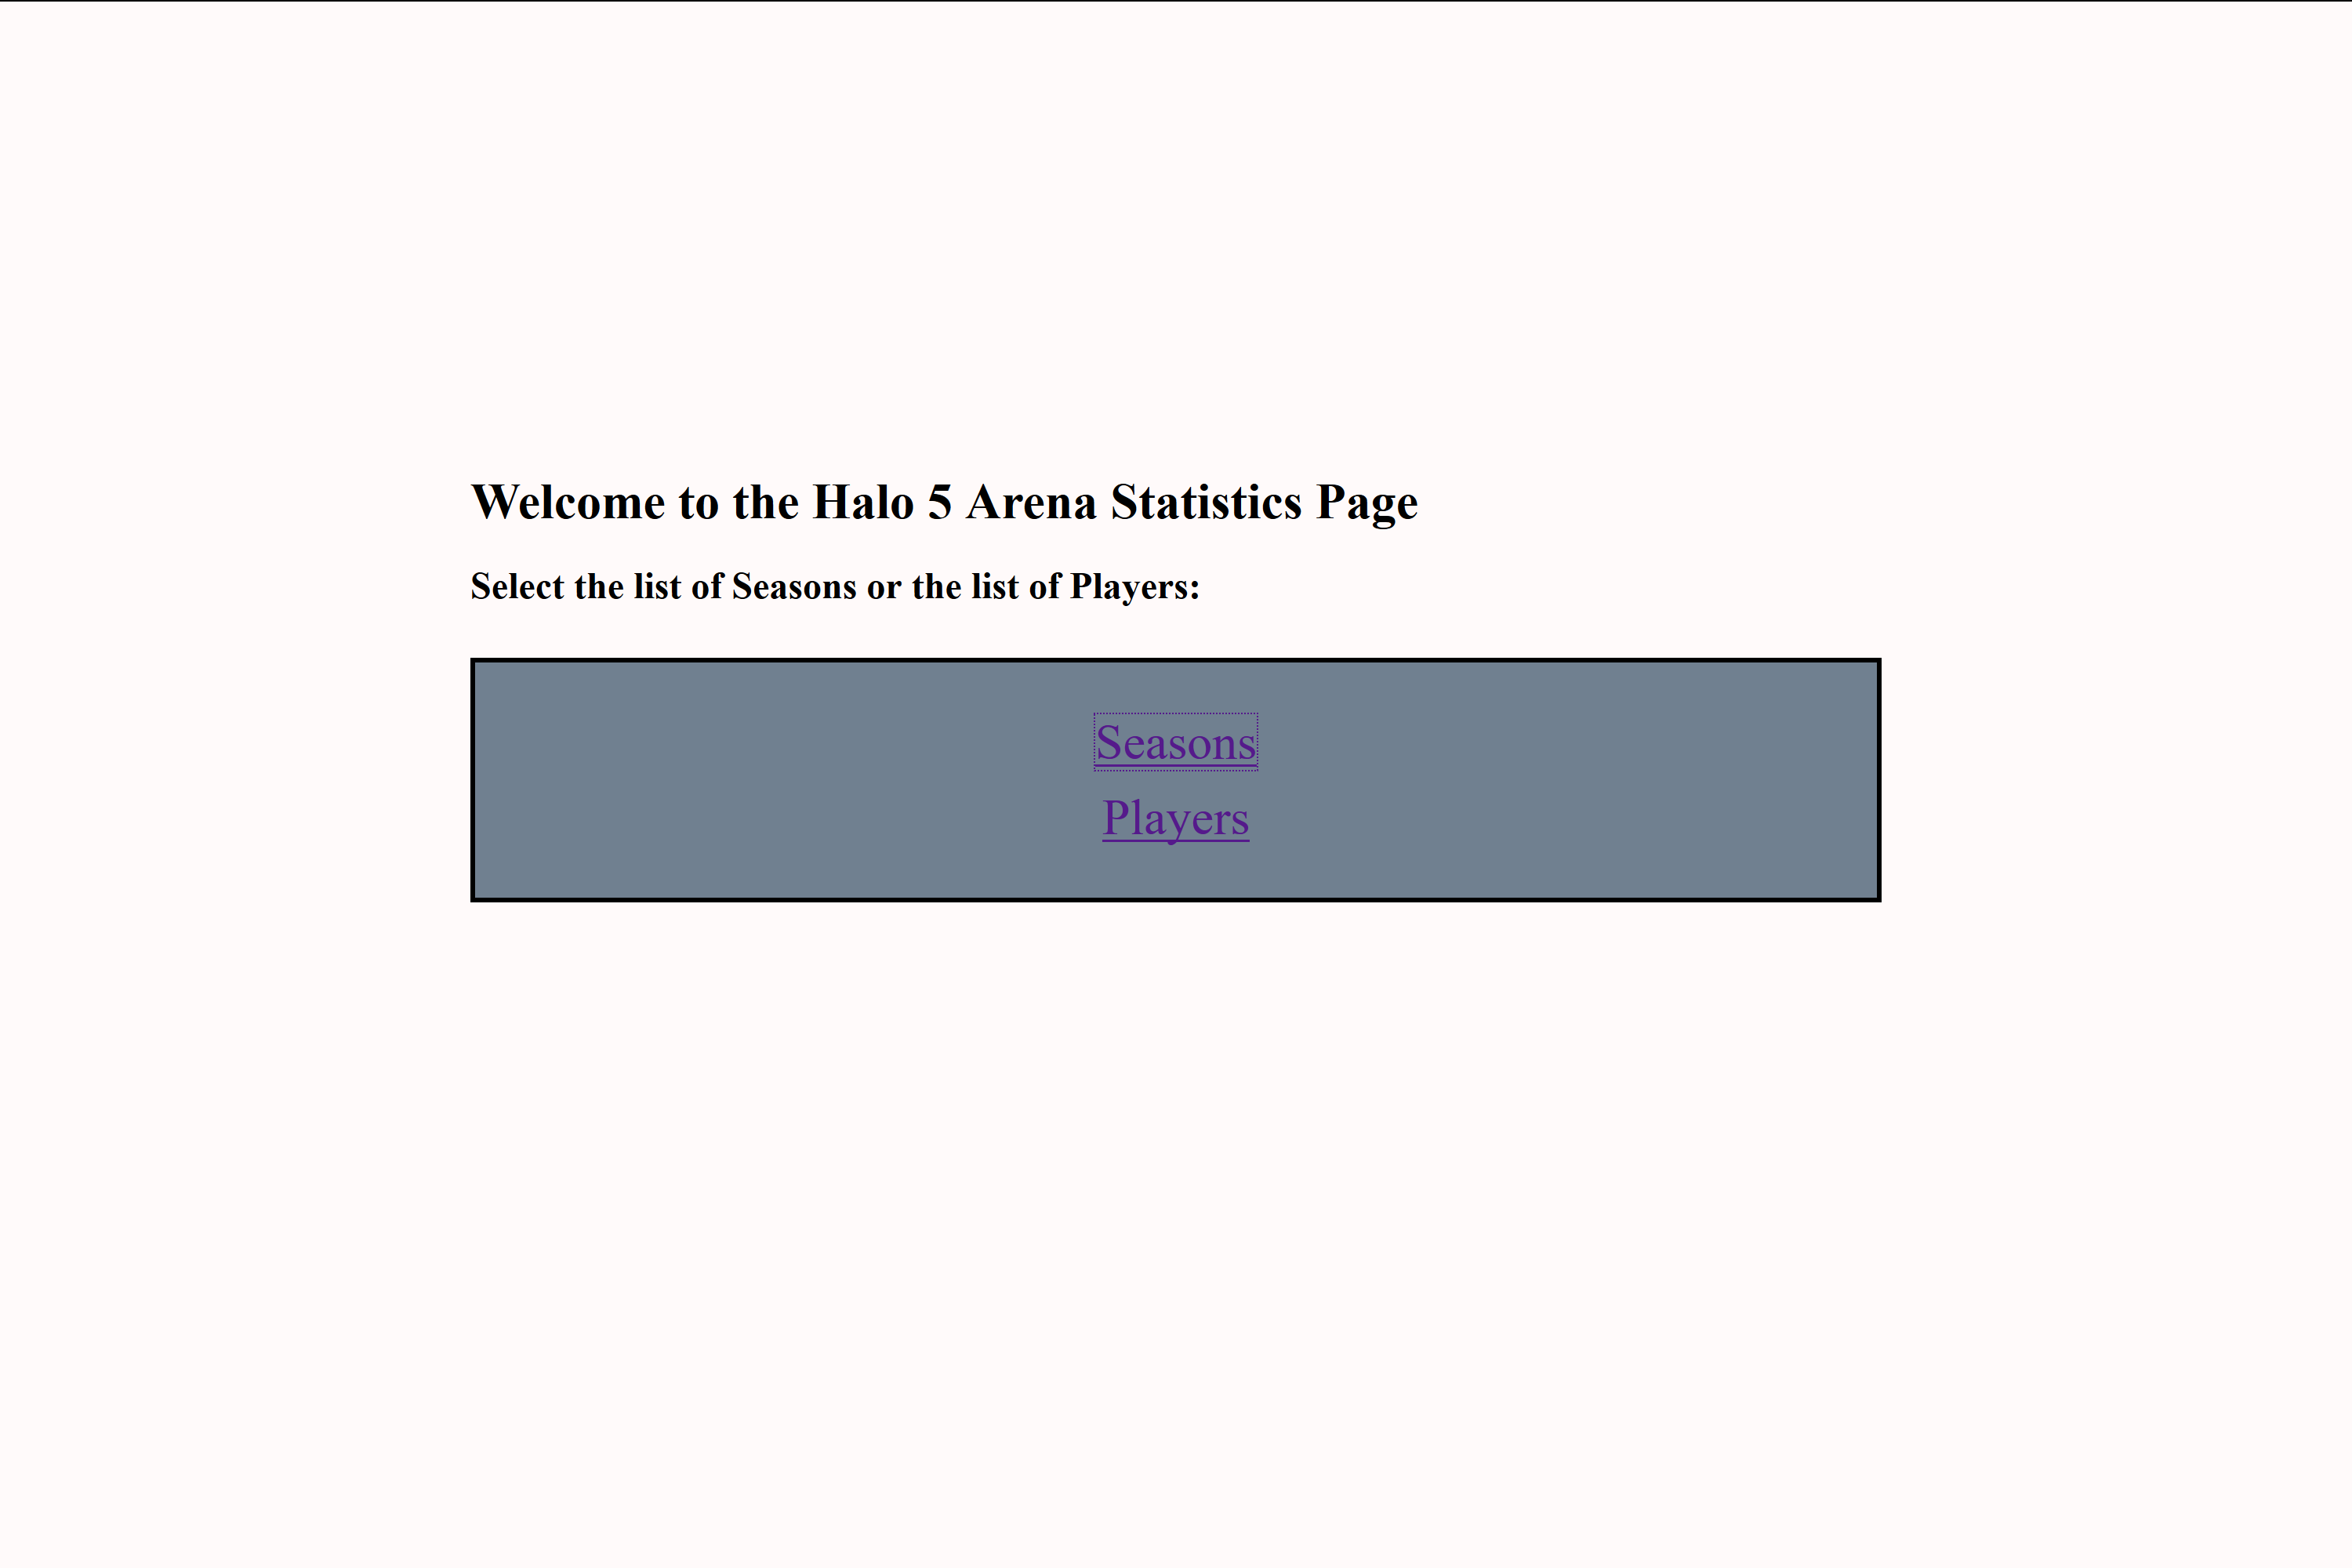 Welcome to the Halo 5 Arena Statistics Page
Select the list of Seasons or the list of Players:
Seasons
Players